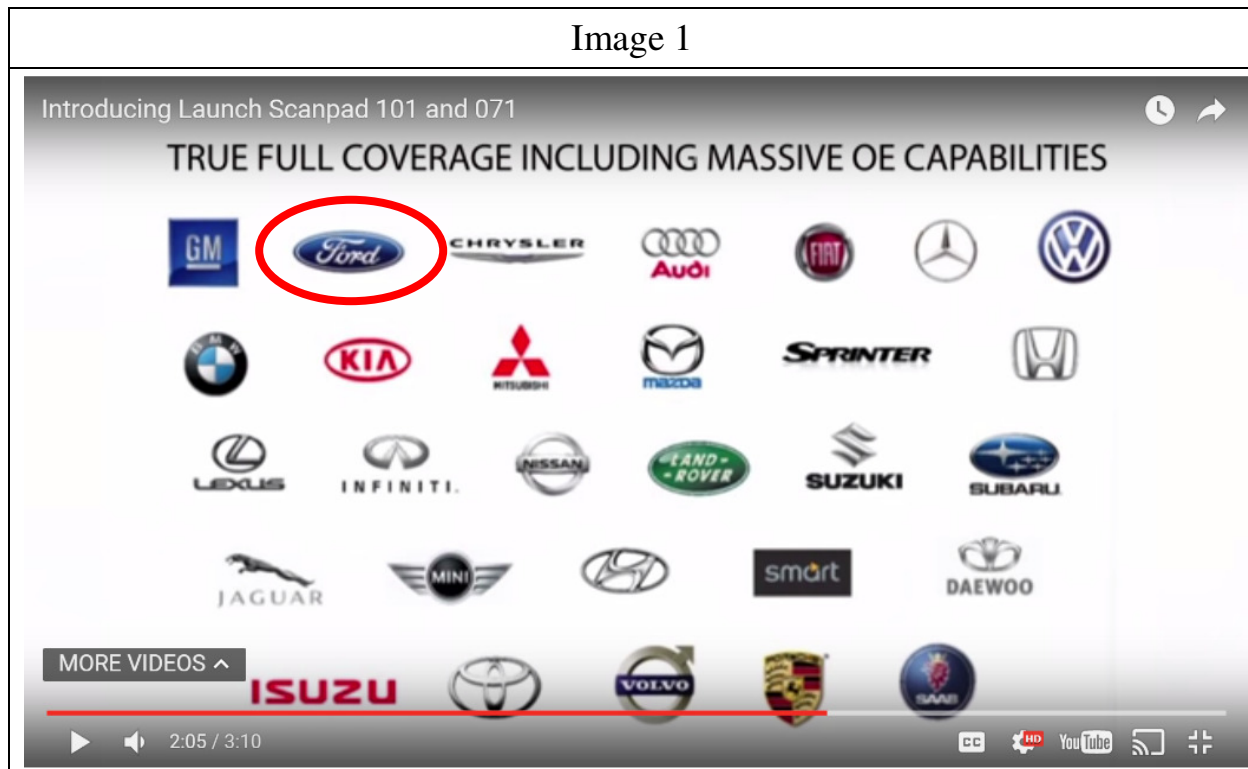 Image 1
Introducing Launch Scanpad 101 and 071
TRUE FULL COVERAGE INCLUDING MASSIVE OE CAPABILITIES
GM Ford CHRYSLER Audi FIAT
BMW KIA MITSUBISHI mazda SPRINTER
LEXUS INFINITI. NISSAN LAND-ROVER SUZUKI SUBARU
JAGUAR MINI smart DAEWOO
MORE VIDEOS
ISUZU VOLVO SAAB
2:05 / 3:10 CC HD YouTube